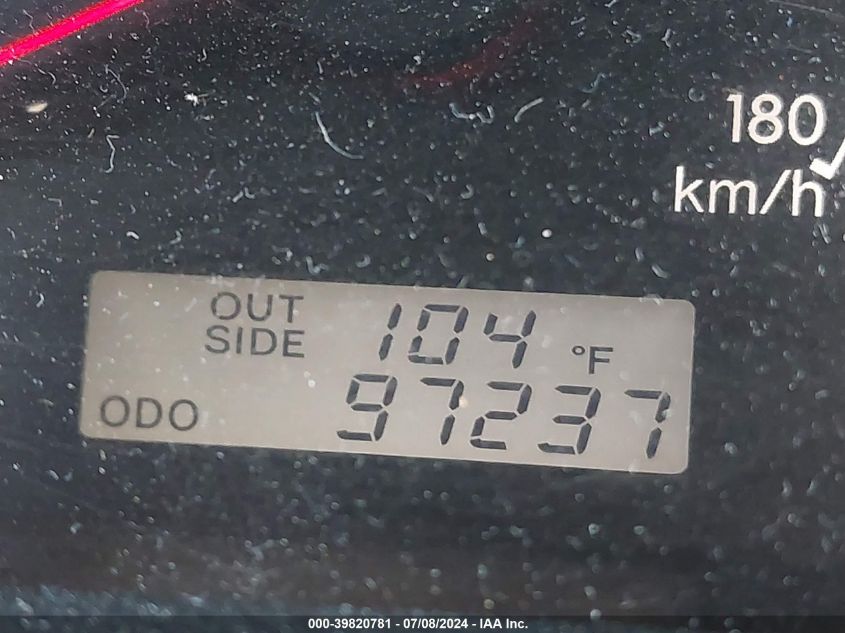 180
km/h
OUT
SIDE 104 °F
ODO 97237
000-39820781 - 07/08/2024 - IAA Inc.